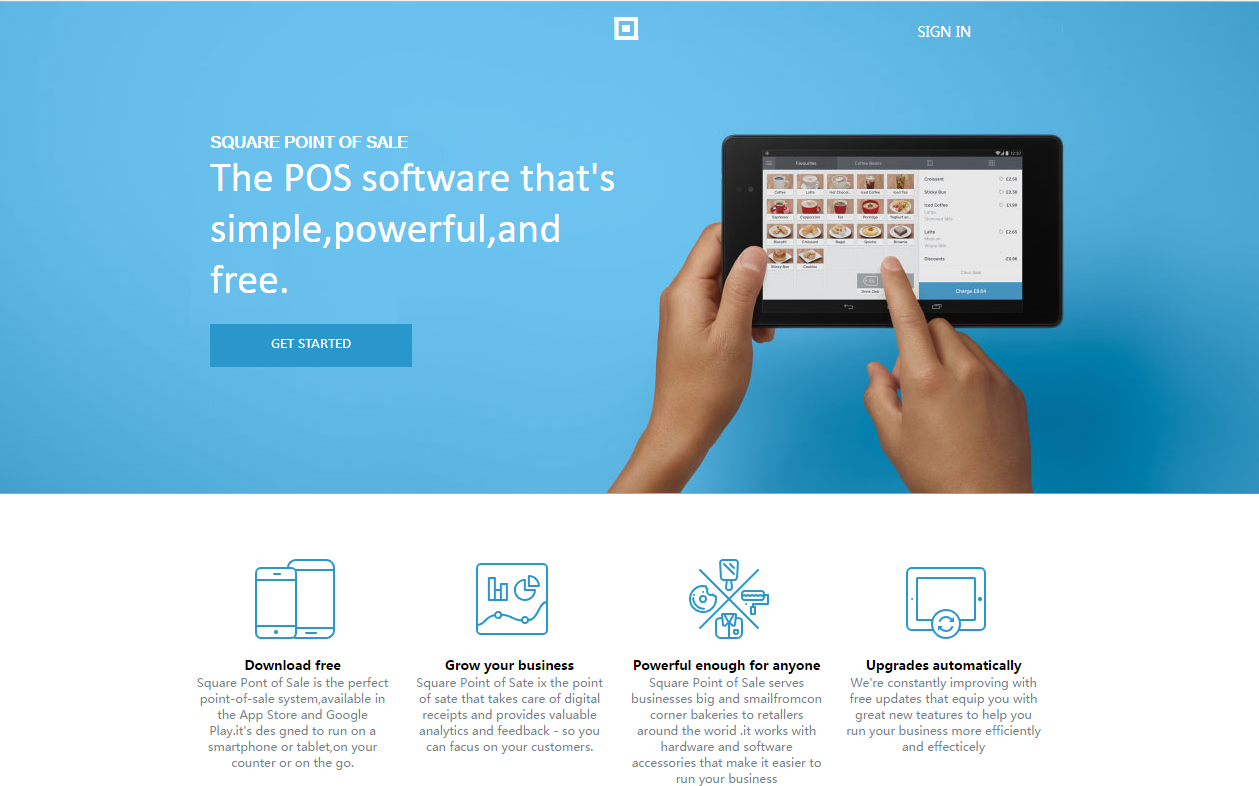 SIGN IN
SQUARE POINT OF SALE
The POS software that's
simple,powerful,and
free.
GET STARTED
12:37
Favourites
Coffee Beans
Coffee
Latte
Hot Choco...
Iced Coffee
Iced Tea
Espresso
Cappuccino
Tea
Porridge
Yoghurt an...
Biscotti
Croissant
Bagel
Quiche
Brownie
Sticky Bun
Cookies
Drink Club
Croissant £2.50
Sticky Bun £2.50
Iced Coffee £1.90
Large
Skimmed Milk
Latte £2.65
Medium
Whole Milk
Discounts -£0.96
Clear Sale
Charge £8.64
Download free
Square Pont of Sale is the perfect
point-of-sale system,available in
the App Store and Google
Play.it's des gned to run on a
smartphone or tablet,on your
counter or on the go.
Grow your business
Square Point of Sate ix the point
of sate that takes care of digital
receipts and provides valuable
analytics and feedback - so you
can facus on your customers.
Powerful enough for anyone
Square Point of Sale serves
businesses big and smailfromcon
corner bakeries to retallers
around the woried .it works with
hardware and software
accessories that make it easier to
run your business
Upgrades automatically
We're constantly improving with
free updates that equip you with
great new teatures to help you
run your business more efficiently
and effecticely